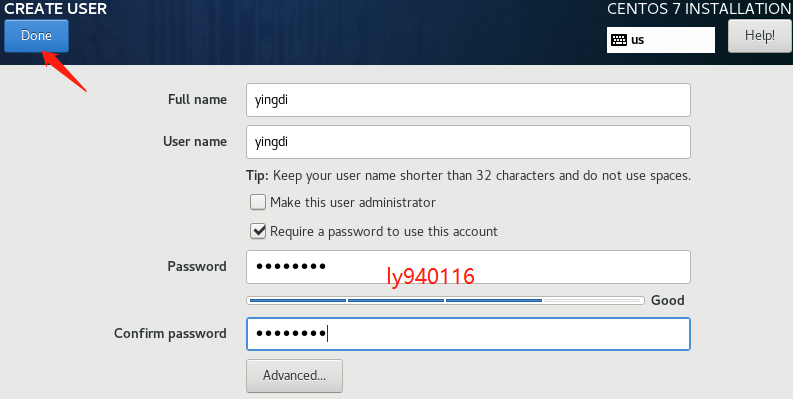 CREATE USER
CENTOS 7 INSTALLATION
Done
us
Help!
Full name
yingdi
User name
yingdi
Tip: Keep your user name shorter than 32 characters and do not use spaces.
Make this user administrator
Require a password to use this account
Password
●●●●●●●●
ly940116
Good
Confirm password
●●●●●●●●
Advanced...